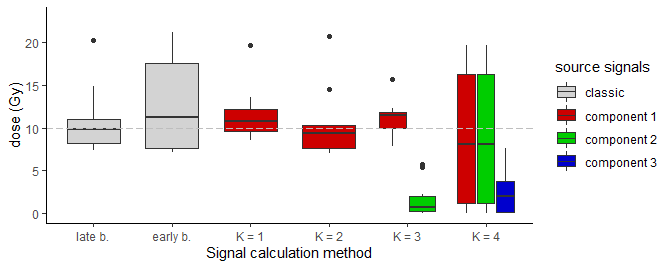 dose (Gy)
20
15
10
5
0
late b. early b. K = 1 K = 2 K = 3 K = 4
Signal calculation method
source signals
classic
component 1
component 2
component 3